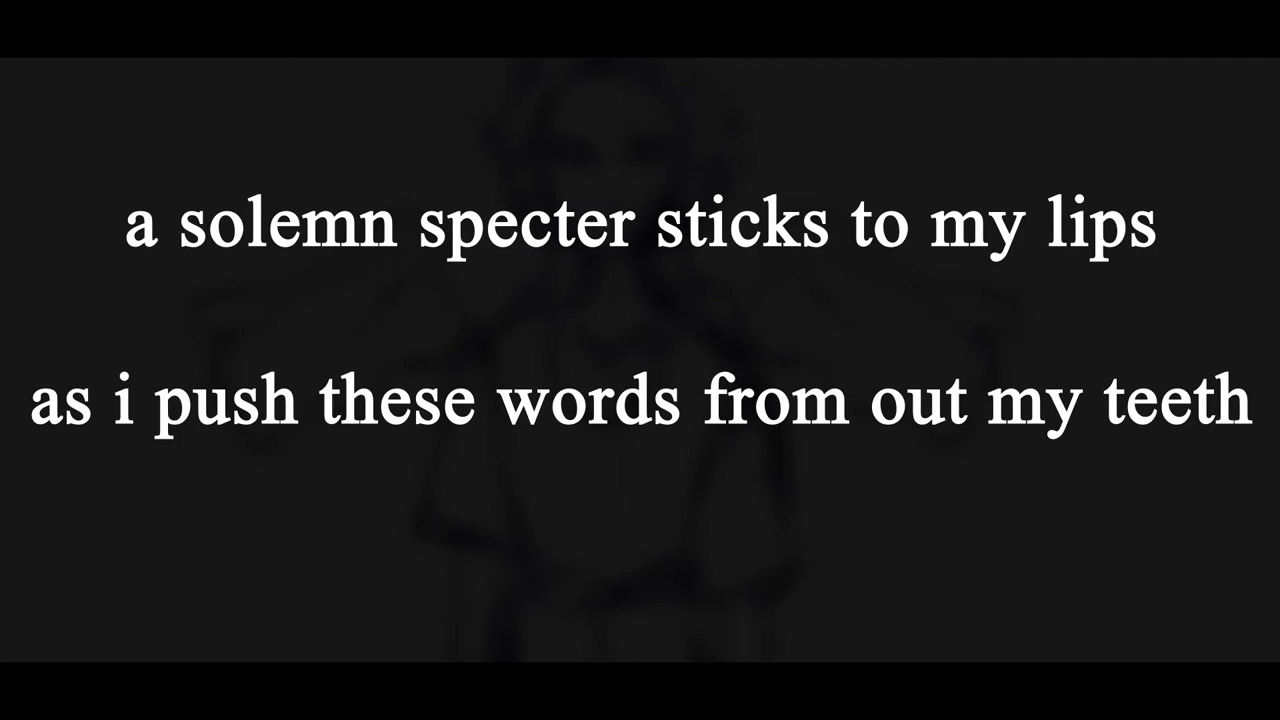 a solemn specter sticks to my lips
as i push these words from out my teeth